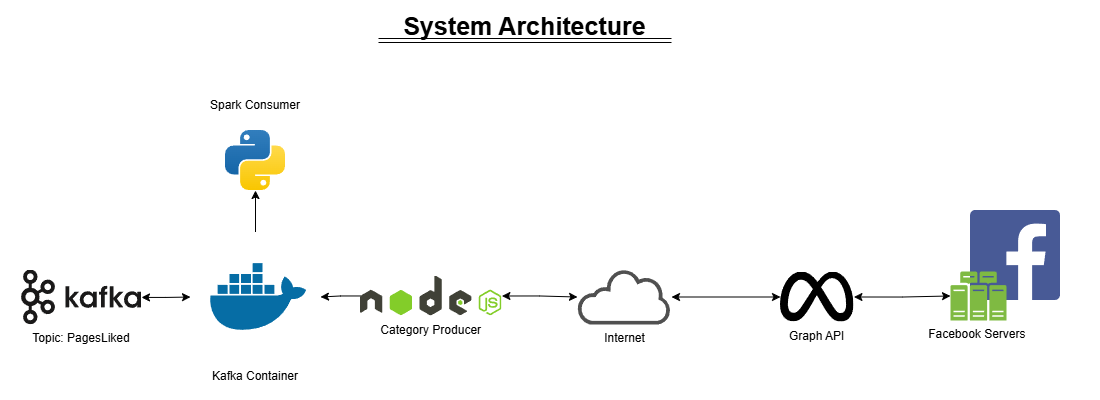 System Architecture
Spark Consumer
kafka
node
JS
f
Topic: PagesLiked
Kafka Container
Category Producer
Internet
Graph API
Facebook Servers